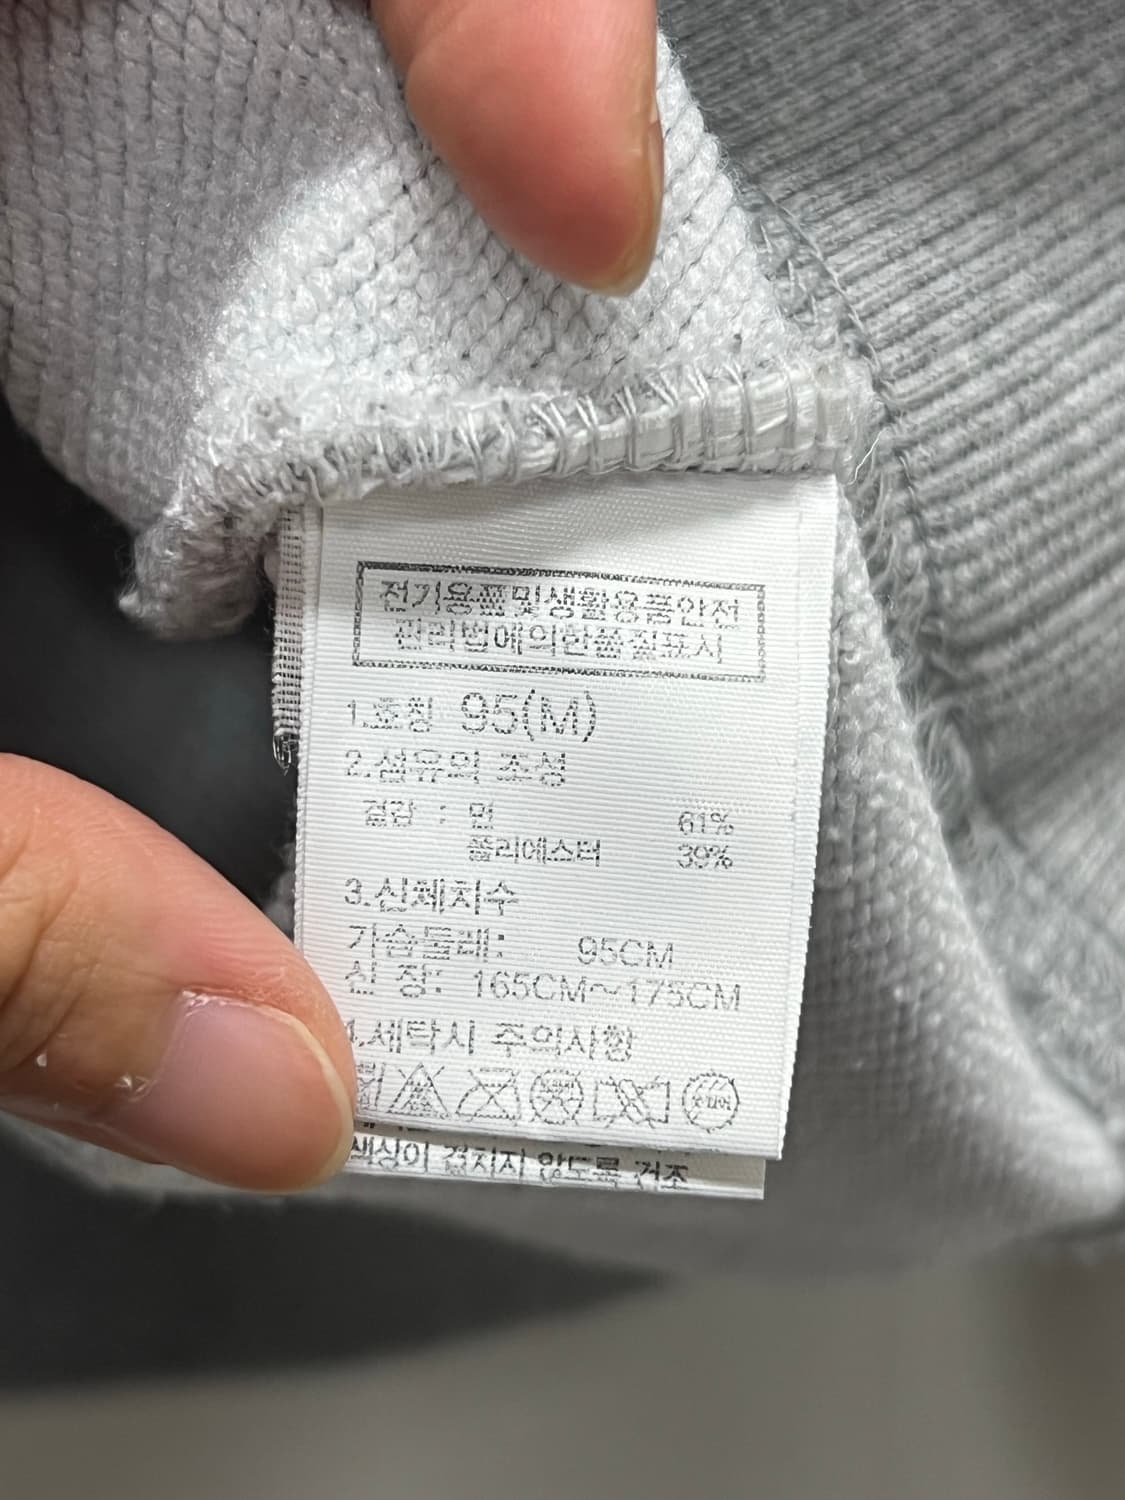 전기용품및생활용품안전
관리법에의한품질표시
1.호칭 95(M)
2.섬유의 조성
겉감 : 면 61%
폴리에스터 39%
3.신체치수
가슴둘레: 95CM
신 장: 165CM~175CM
4.세탁시 주의사항
색상이 겹치지 않도록 건조